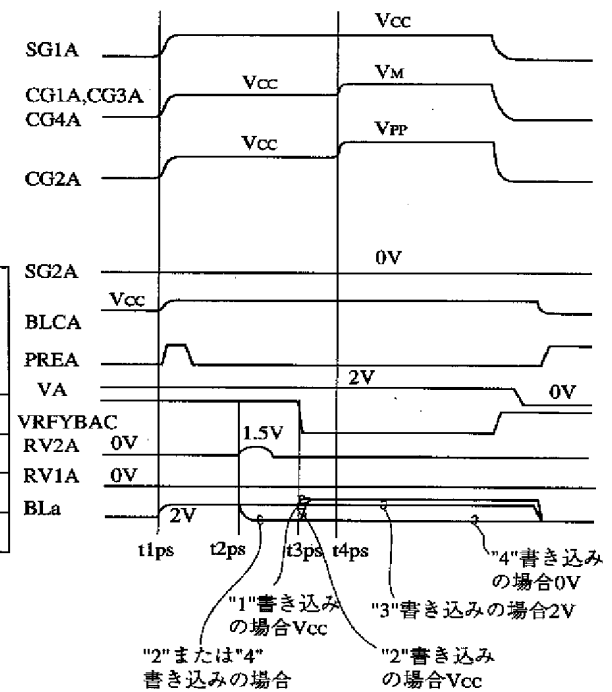 SG1A
Vcc
CG1A,CG3A
CG4A
Vcc
VM
CG2A
Vcc
VPP
SG2A
0V
BLCA
Vcc
PREA
VA
2V
0V
VRFYBAC
RV2A
0V
1.5V
RV1A
0V
BLa
2V
t1ps
t2ps
t3ps
t4ps
"4"書き込み
の場合0V
"1"書き込み
の場合Vcc
"3"書き込みの場合2V
"2"または"4"
書き込みの場合
"2"書き込み
の場合Vcc